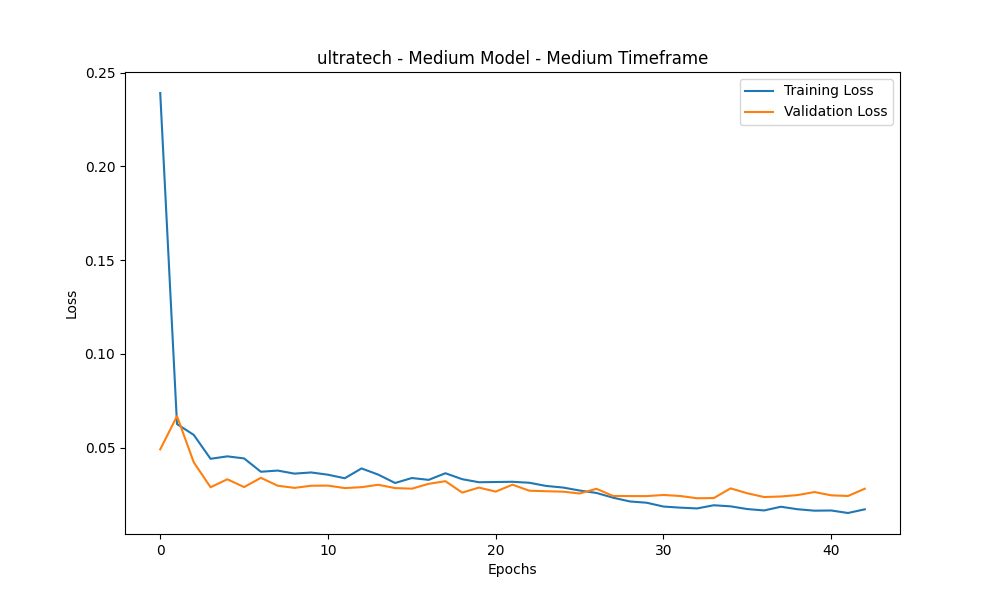 ultratech - Medium Model - Medium Timeframe
Training Loss
Validation Loss
0.25
0.20
0.15
0.10
0.05
Loss
0 10 20 30 40
Epochs